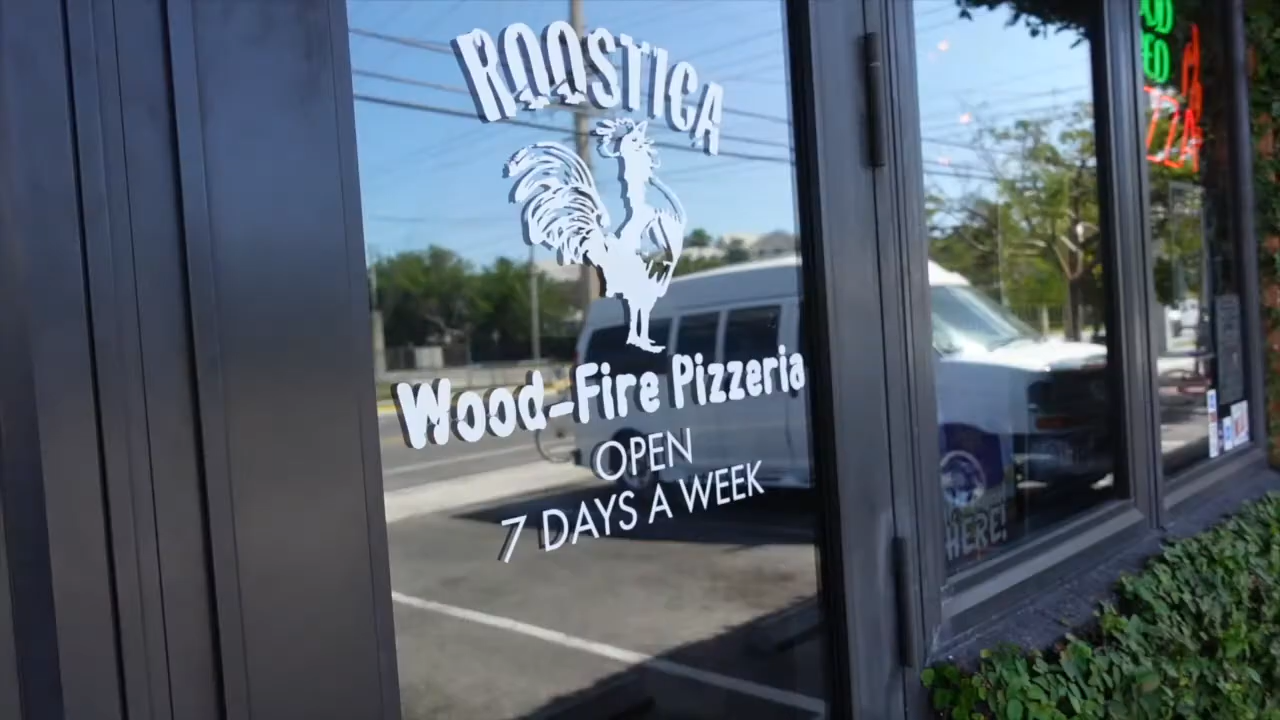 ROOSTICA
Wood-Fire Pizzeria
OPEN
7 DAYS A WEEK
HERE!